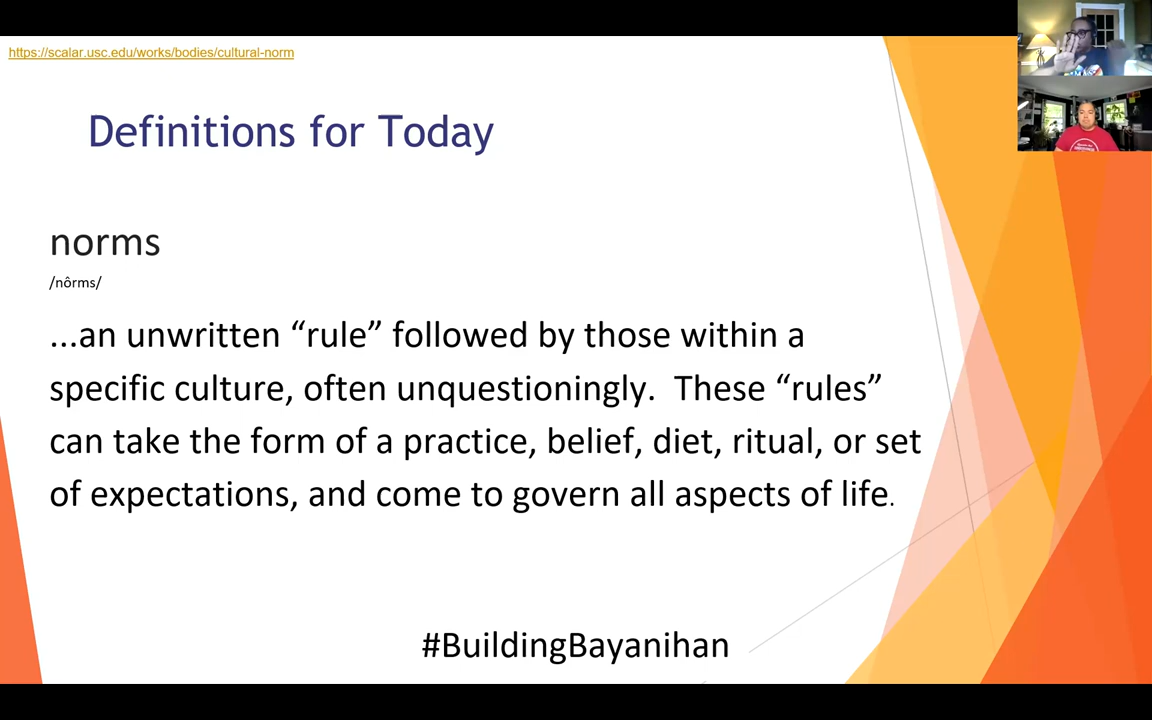 https://scalar.usc.edu/works/bodies/cultural-norm
Definitions for Today
norms
/nôrms/
...an unwritten “rule” followed by those within a
specific culture, often unquestioningly.  These “rules”
can take the form of a practice, belief, diet, ritual, or set
of expectations, and come to govern all aspects of life.
#BuildingBayanihan